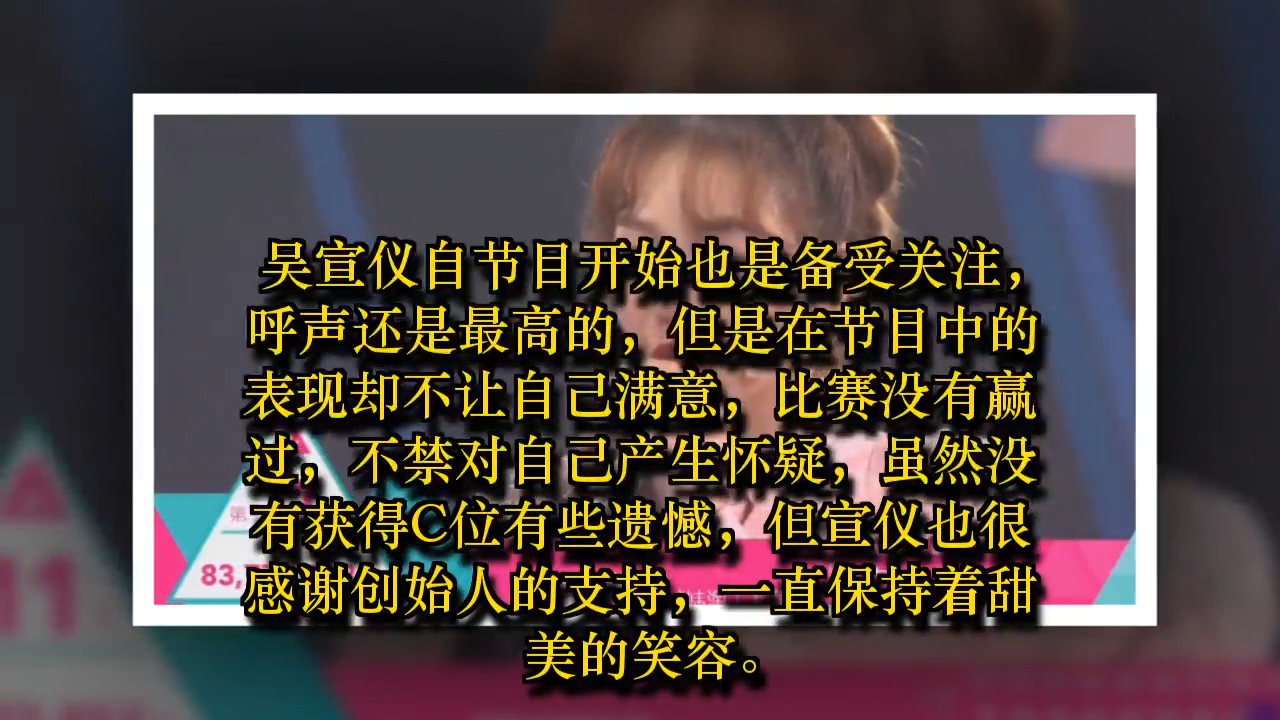 吴宣仪自节目开始也是备受关注，
呼声还是最高的，但是在节目中的
表现却不让自己满意，比赛没有赢
过，不禁对自己产生怀疑，虽然没
有获得C位有些遗憾，但宣仪也很
感谢创始人的支持，一直保持着甜
美的笑容。
第
83,
11